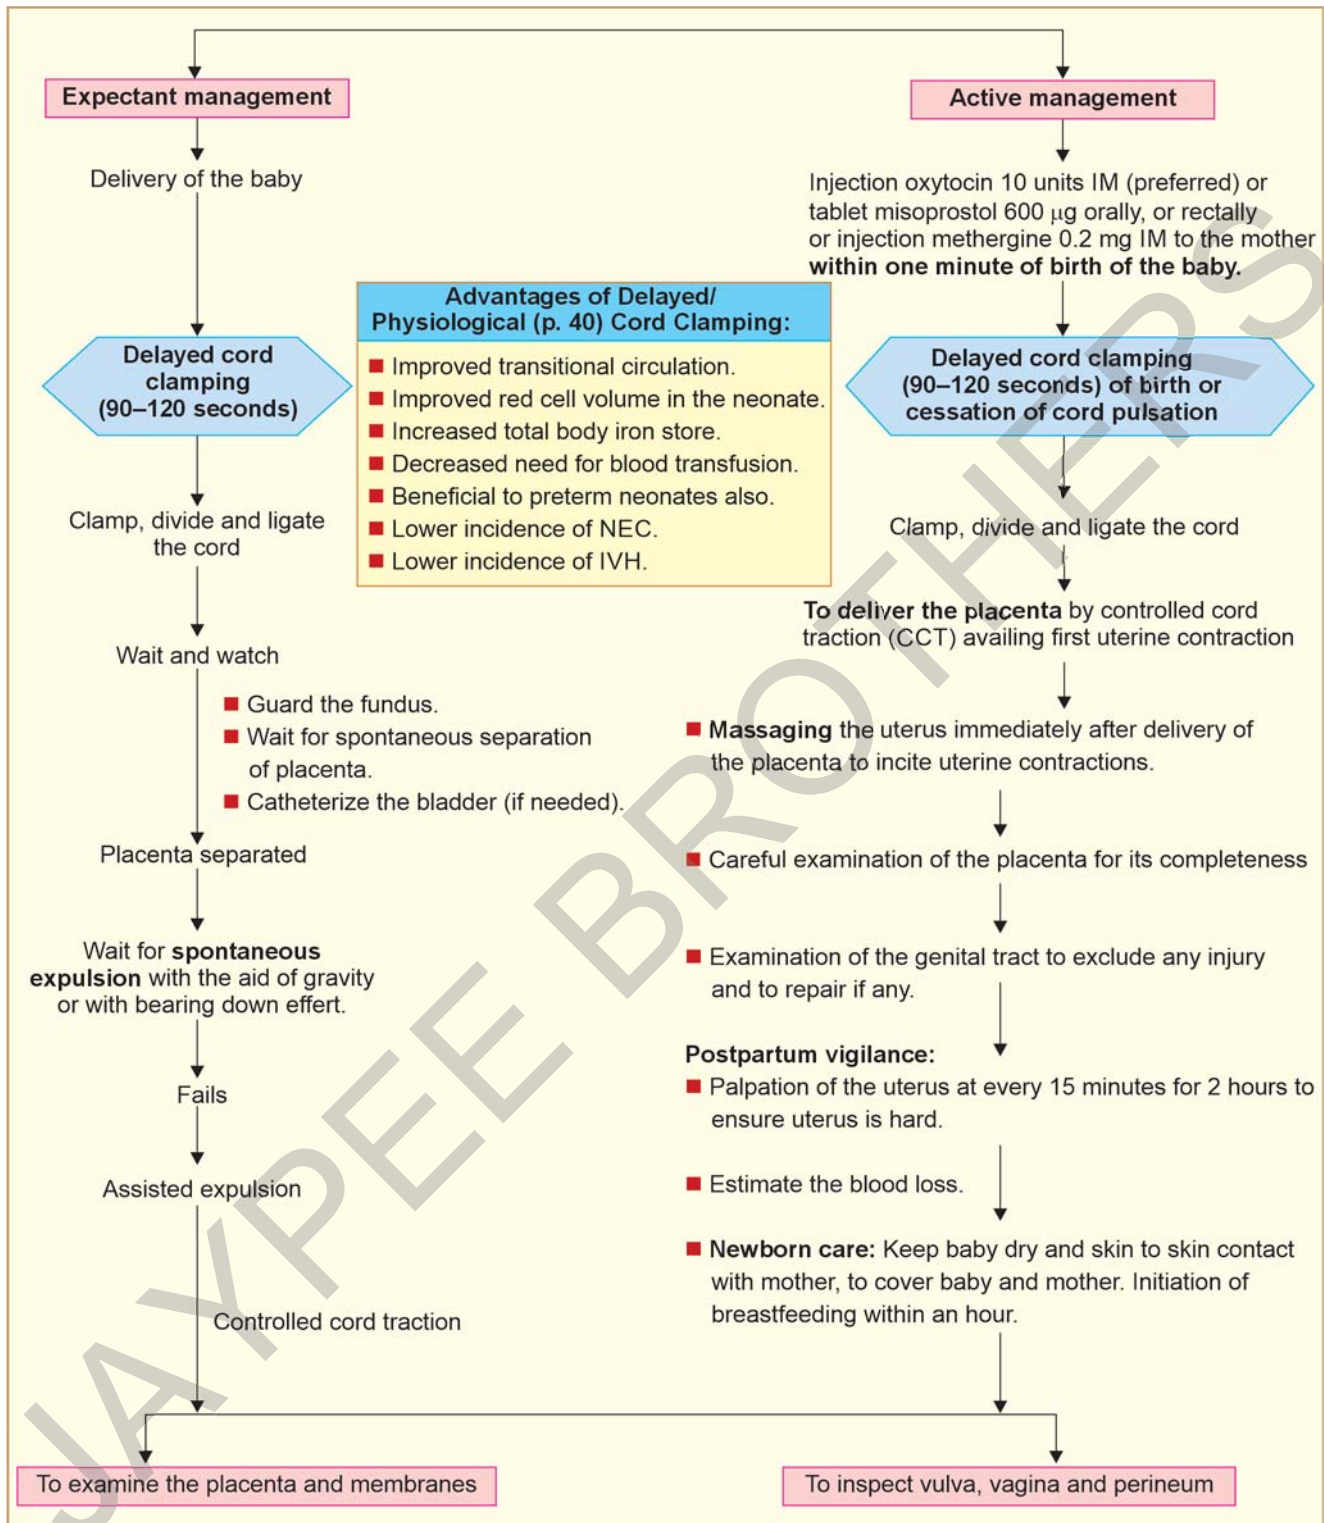 Expectant management
Delivery of the baby
Delayed cord
clamping
(90–120 seconds)
Clamp, divide and ligate
the cord
Wait and watch
■ Guard the fundus.
■ Wait for spontaneous separation
of placenta.
■ Catheterize the bladder (if needed).
Placenta separated
Wait for spontaneous
expulsion with the aid of gravity
or with bearing down effert.
Fails
Assisted expulsion
Controlled cord traction
Advantages of Delayed/
Physiological (p. 40) Cord Clamping:
■ Improved transitional circulation.
■ Improved red cell volume in the neonate.
■ Increased total body iron store.
■ Decreased need for blood transfusion.
■ Beneficial to preterm neonates also.
■ Lower incidence of NEC.
■ Lower incidence of IVH.
Active management
Injection oxytocin 10 units IM (preferred) or
tablet misoprostol 600 μg orally, or rectally
or injection methergine 0.2 mg IM to the mother
within one minute of birth of the baby.
Delayed cord clamping
(90–120 seconds) of birth or
cessation of cord pulsation
Clamp, divide and ligate the cord
To deliver the placenta by controlled cord
traction (CCT) availing first uterine contraction
■ Massaging the uterus immediately after delivery of
the placenta to incite uterine contractions.
■ Careful examination of the placenta for its completeness
■ Examination of the genital tract to exclude any injury
and to repair if any.
Postpartum vigilance:
■ Palpation of the uterus at every 15 minutes for 2 hours to
ensure uterus is hard.
■ Estimate the blood loss.
■ Newborn care: Keep baby dry and skin to skin contact
with mother, to cover baby and mother. Initiation of
breastfeeding within an hour.
To examine the placenta and membranes
To inspect vulva, vagina and perineum
JAYPEE BROTHERS